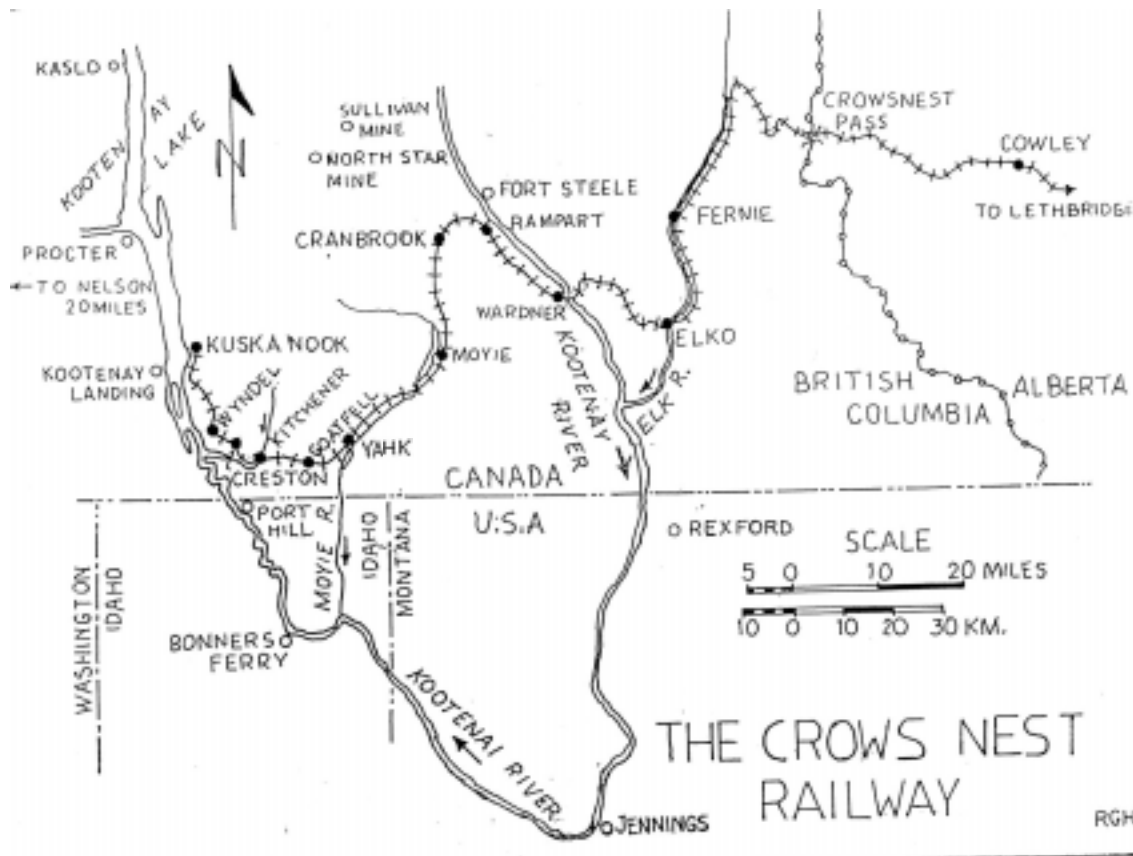 KASLO
KOOTENAY
LAKE
N
SULLIVAN
MINE
NORTH STAR
MINE
CROWSNEST
PASS
COWLEY
TO LETHBRIDGE
FORT STEELE
RAMPART
FERNIE
CRANBROOK
PROCTER
TO NELSON
20 MILES
WARDNER
ELKO
KUSKANOOK
MOYIE
KOOTENAY
LANDING
WYNDEL
KITCHENER
GOATFELL
YAHK
CRESTON
KOOTENAY
RIVER
ELK R.
BRITISH
COLUMBIA
ALBERTA
CANADA
U.S.A
PORT
HILL
MOYIE R.
IDAHO
MONTANA
WASHINGTON
IDAHO
REXFORD
SCALE
5 0 10 20 MILES
10 0 10 20 30 KM.
BONNERS
FERRY
KOOTENAI RIVER
JENNINGS
THE CROWS NEST
RAILWAY
RGH